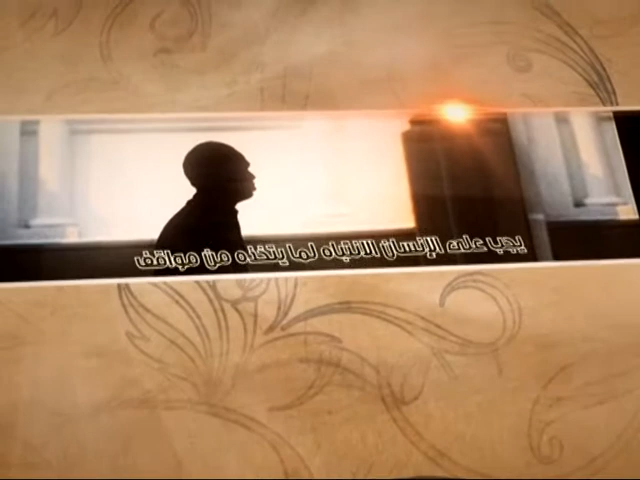 يجب على الإنسان الانتباه لما يتخذه من مواقف